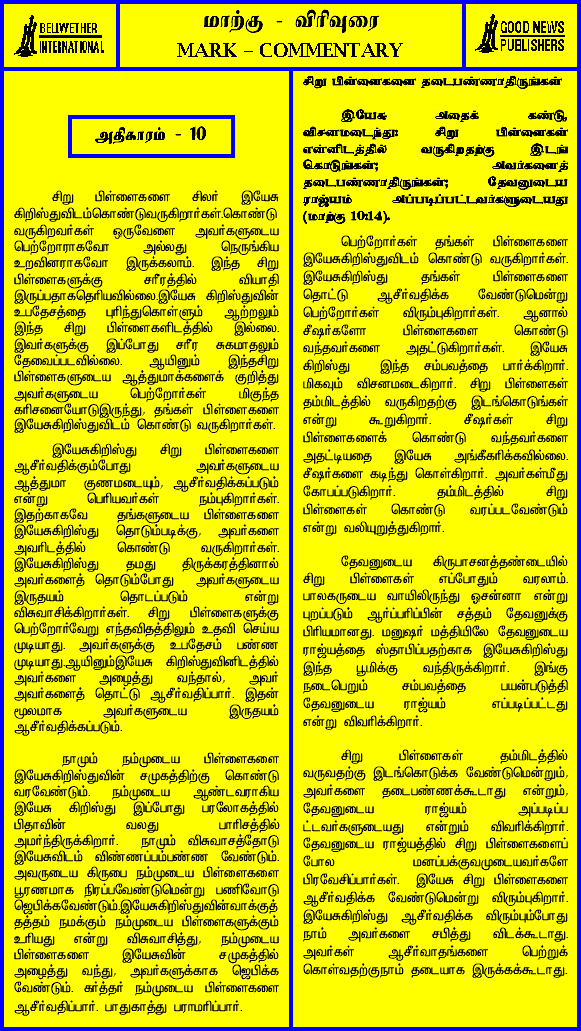 BELLWETHER
INTERNATIONAL
மாற்கு - விரிவுரை
MARK – COMMENTARY
GOOD NEWS
PUBLISHERS
அதிகாரம் - 10
சிறு பிள்ளைகளை சிலர் இயேசு
கிறிஸ்துவிடம்கொண்டுவருகிறார்கள்.கொண்டு
வருகிறவர்கள் ஒருவேளை அவர்களுடைய
பெற்றோராகவோ அல்லது நெருங்கிய
உறவினராகவோ இருக்கலாம். இந்த சிறு
பிள்ளைகளுக்கு சரீரத்தில் வியாதி
இருப்பதாகதெரியவில்லை.இயேசு கிறிஸ்துவின்
உபதேசத்தை புரிந்துகொள்ளும் ஆற்றலும்
இந்த சிறு பிள்ளைகளிடத்தில் இல்லை.
இவர்களுக்கு இப்போது சரீர சுகமாதலும்
தேவைப்படவில்லை. ஆயினும் இந்தசிறு
பிள்ளைகளுடைய ஆத்துமாக்களைக் குறித்து
அவர்களுடைய பெற்றோர்கள் மிகுந்த
கரிசனையோடுஇருந்து, தங்கள் பிள்ளைகளை
இயேசுகிறிஸ்துவிடம் கொண்டு வருகிறார்கள்.
இயேசுகிறிஸ்து சிறு பிள்ளைகளை
ஆசீர்வதிக்கும்போது அவர்களுடைய
ஆத்துமா குணமடையும், ஆசீர்வதிக்கப்படும்
என்று பெரியவர்கள் நம்புகிறார்கள்.
இதற்காகவே தங்களுடைய பிள்ளைகளை
இயேசுகிறிஸ்து தொடும்படிக்கு, அவர்களை
அவரிடத்தில் கொண்டு வருகிறார்கள்.
இயேசுகிறிஸ்து தமது திருக்கரத்தினால்
அவர்களைத் தொடும்போது அவர்களுடைய
இருதயம் தொடப்படும் என்று
விசுவாசிக்கிறார்கள். சிறு பிள்ளைகளுக்கு
பெற்றோர்வேறு எந்தவிதத்திலும் உதவி செய்ய
முடியாது. அவர்களுக்கு உபதேசம் பண்ண
முடியாது.ஆயினும்இயேசு கிறிஸ்துவினிடத்தில்
அவர்களை அழைத்து வந்தால், அவர்
அவர்களைத் தொட்டு ஆசீர்வதிப்பார். இதன்
மூலமாக அவர்களுடைய இருதயம்
ஆசீர்வதிக்கப்படும்.
நாமும் நம்முடைய பிள்ளைகளை
இயேசுகிறிஸ்துவின் சமுகத்திற்கு கொண்டு
வரவேண்டும். நம்முடைய ஆண்டவராகிய
இயேசு கிறிஸ்து இப்போது பரலோகத்தில்
பிதாவின் வலது பாரிசத்தில்
அமர்ந்திருக்கிறார். நாமும் விசுவாசத்தோடு
இயேசுவிடம் விண்ணப்பம்பண்ண வேண்டும்.
அவருடைய கிருபை நம்முடைய பிள்ளைகளை
பூரணமாக நிரப்பவேண்டுமென்று பணிவோடு
ஜெபிக்கவேண்டும்.இயேசுகிறிஸ்துவின்வாக்குத்
தத்தம் நமக்கும் நம்முடைய பிள்ளைகளுக்கும்
உரியது என்று விசுவாசித்து, நம்முடைய
பிள்ளைகளை இயேசுவின் சமுகத்தில்
அழைத்து வந்து, அவர்களுக்காக ஜெபிக்க
வேண்டும். கர்த்தர் நம்முடைய பிள்ளைகளை
ஆசீர்வதிப்பார். பாதுகாத்து பராமரிப்பார்.
சிறு பிள்ளைகளை தடைபண்ணாதிருங்கள்
இயேசு அதைக் கண்டு,
விசனமடைந்து: சிறு பிள்ளைகள்
என்னிடத்தில் வருகிறதற்கு இடங்
கொடுங்கள்; அவர்களைத்
தடைபண்ணாதிருங்கள்; தேவனுடைய
ராஜ்யம் அப்படிப்பட்டவர்களுடையது
(மாற்கு 10:14).
பெற்றோர்கள் தங்கள் பிள்ளைகளை
இயேசுகிறிஸ்துவிடம் கொண்டு வருகிறார்கள்.
இயேசுகிறிஸ்து தங்கள் பிள்ளைகளை
தொட்டு ஆசீர்வதிக்க வேண்டுமென்று
பெற்றோர்கள் விரும்புகிறார்கள். ஆனால்
சீஷர்களோ பிள்ளைகளை கொண்டு
வந்தவர்களை அதட்டுகிறார்கள். இயேசு
கிறிஸ்து இந்த சம்பவத்தை பார்க்கிறார்.
மிகவும் விசனமடைகிறார். சிறு பிள்ளைகள்
தம்மிடத்தில் வருகிறதற்கு இடங்கொடுங்கள்
என்று கூறுகிறார். சீஷர்கள் சிறு
பிள்ளைகளைக் கொண்டு வந்தவர்களை
அதட்டியதை இயேசு அங்கீகரிக்கவில்லை.
சீஷர்களை கடிந்து கொள்கிறார். அவர்கள்மீது
கோபப்படுகிறார். தம்மிடத்தில் சிறு
பிள்ளைகள் கொண்டு வரப்படவேண்டும்
என்று வலியுறுத்துகிறார்.
தேவனுடைய கிருபாசனத்தண்டையில்
சிறு பிள்ளைகள் எப்போதும் வரலாம்.
பாலகருடைய வாயிலிருந்து ஓசன்னா என்று
புறப்படும் ஆர்ப்பரிப்பின் சத்தம் தேவனுக்கு
பிரியமானது. மனுஷர் மத்தியிலே தேவனுடைய
ராஜ்யத்தை ஸ்தாபிப்பதற்காக இயேசுகிறிஸ்து
இந்த பூமிக்கு வந்திருக்கிறார். இங்கு
நடைபெறும் சம்பவத்தை பயன்படுத்தி
தேவனுடைய ராஜ்யம் எப்படிப்பட்டது
என்று விவரிக்கிறார்.
சிறு பிள்ளைகள் தம்மிடத்தில்
வருவதற்கு இடங்கொடுக்க வேண்டுமென்றும்,
அவர்களை தடைபண்ணக்கூடாது என்றும்,
தேவனுடைய ராஜ்யம் அப்படிப்ப
ட்டவர்களுடையது என்றும் விவரிக்கிறார்.
தேவனுடைய ராஜ்யத்தில் சிறு பிள்ளைகளைப்
போல மனப்பக்குவமுடையவர்களே
பிரவேசிப்பார்கள். இயேசு சிறு பிள்ளைகளை
ஆசீர்வதிக்க வேண்டுமென்று விரும்புகிறார்.
இயேசுகிறிஸ்து ஆசீர்வதிக்க விரும்பும்போது
நாம் அவர்களை சபித்து விடக்கூடாது.
அவர்கள் ஆசீர்வாதங்களை பெற்றுக்
கொள்வதற்குநாம் தடையாக இருக்கக்கூடாது.